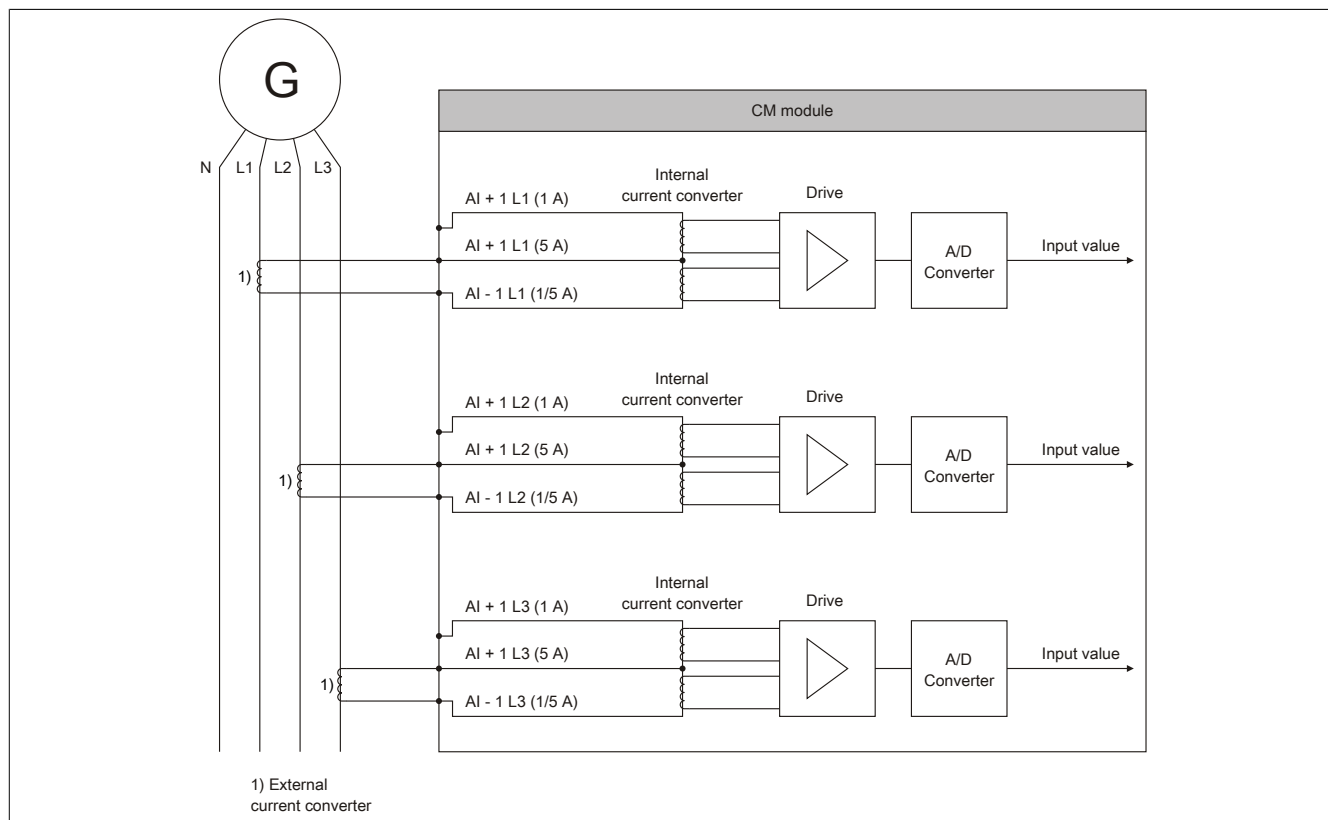 G
CM module
N L1 L2 L3
Internal
current converter
Drive
AI + 1 L1 (1 A)
AI + 1 L1 (5 A)
AI - 1 L1 (1/5 A)
A/D
Converter
Input value
1)
Internal
current converter
Drive
AI + 1 L2 (1 A)
AI + 1 L2 (5 A)
AI - 1 L2 (1/5 A)
A/D
Converter
Input value
1)
Internal
current converter
Drive
AI + 1 L3 (1 A)
AI + 1 L3 (5 A)
AI - 1 L3 (1/5 A)
A/D
Converter
Input value
1)
1) External
current converter